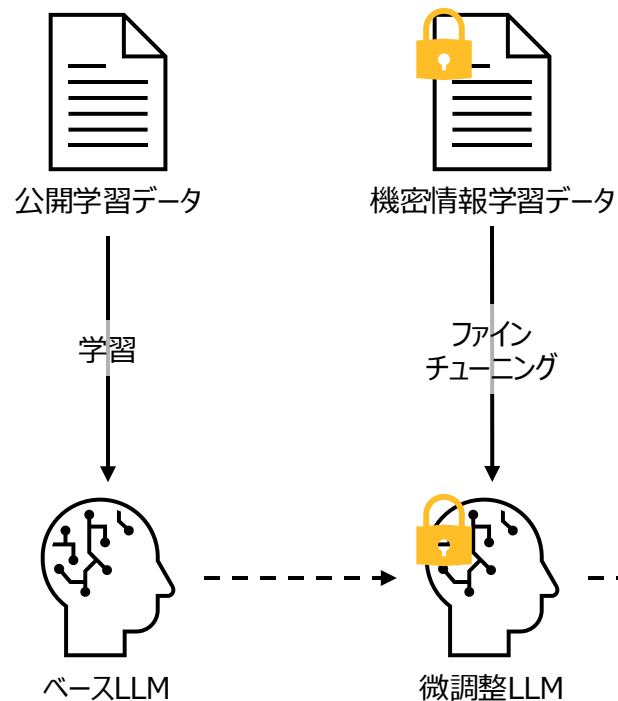 公開学習データ
機密情報学習データ
学習
ファイン
チューニング
ベースLLM
微調整LLM